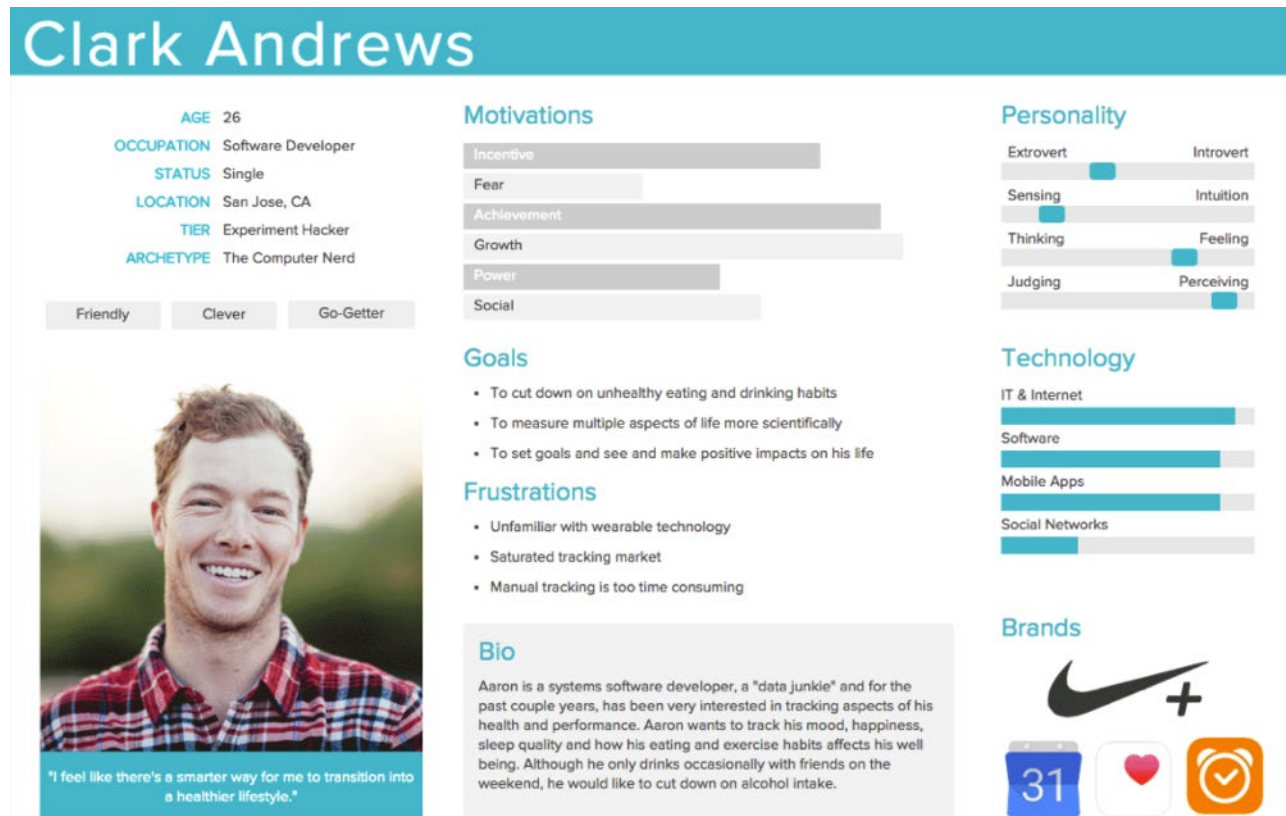 Clark Andrews
AGE 26
OCCUPATION Software Developer
STATUS Single
LOCATION San Jose, CA
TIER Experiment Hacker
ARCHETYPE The Computer Nerd
Friendly Clever Go-Getter
"I feel like there's a smarter way for me to transition into
a healthier lifestyle."
Motivations
Incentive
Fear
Achievement
Growth
Power
Social
Goals
• To cut down on unhealthy eating and drinking habits
• To measure multiple aspects of life more scientifically
• To set goals and see and make positive impacts on his life
Frustrations
• Unfamiliar with wearable technology
• Saturated tracking market
• Manual tracking is too time consuming
Bio
Aaron is a systems software developer, a "data junkie" and for the
past couple years, has been very interested in tracking aspects of his
health and performance. Aaron wants to track his mood, happiness,
sleep quality and how his eating and exercise habits affects his well
being. Although he only drinks occasionally with friends on the
weekend, he would like to cut down on alcohol intake.
Personality
Extrovert Introvert
Sensing Intuition
Thinking Feeling
Judging Perceiving
Technology
IT & Internet
Software
Mobile Apps
Social Networks
Brands
+
31